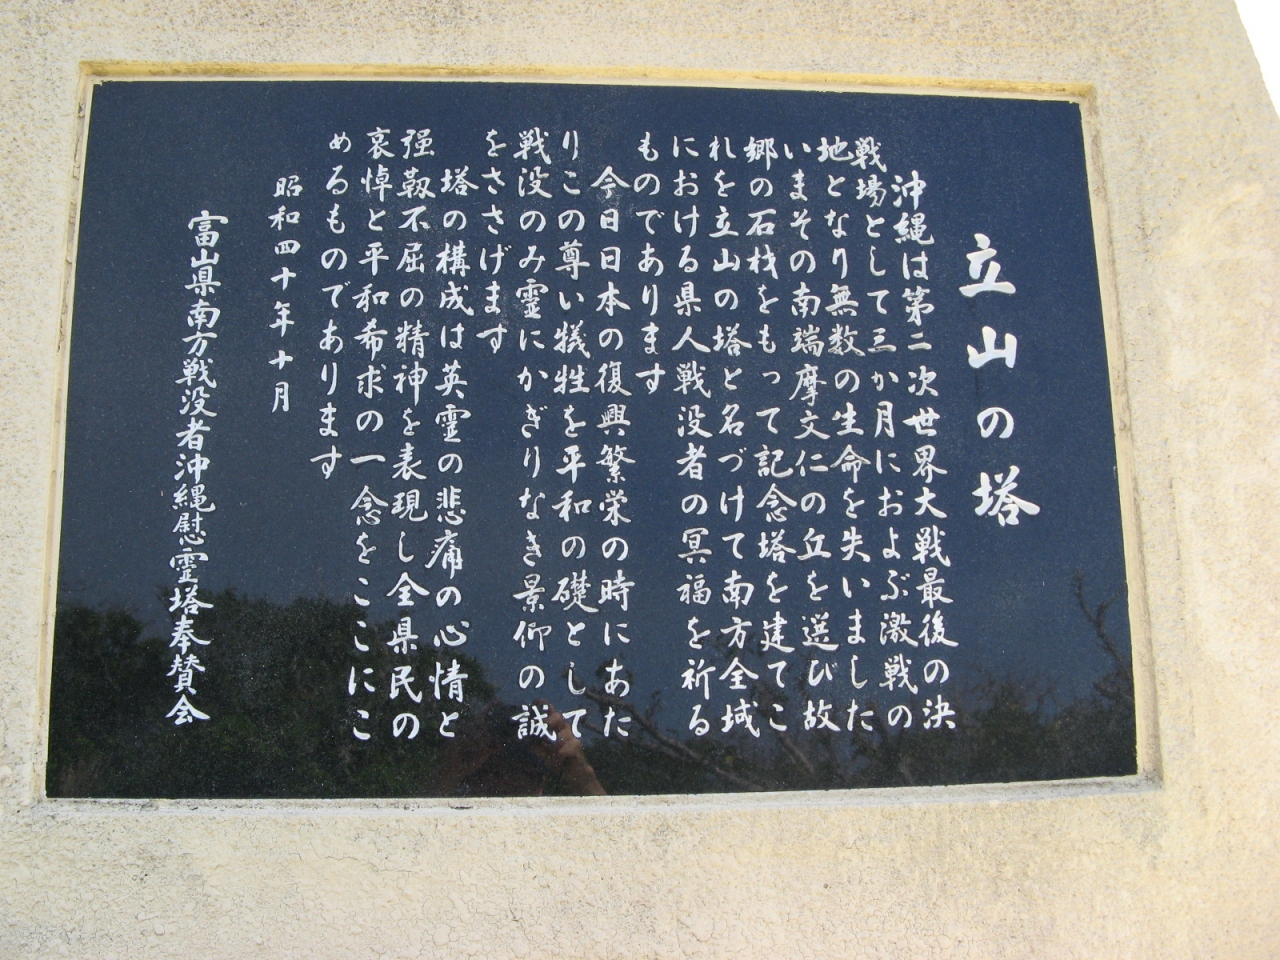 立山の塔
沖縄は第二次世界大戦最後の決
戦場として三か月におよぶ激戦の
地となり無数の生命を失いました
いまその南端摩文仁の丘を選び故
郷の石材をもって記念塔を建てこ
れを立山の塔と名づけて南方全域
における県人戦没者の冥福を祈る
ものであります
今日日本の復興繁栄の時にあた
りこの尊い犠牲を平和の礎として
戦没のみ霊にかぎりなき景仰の誠
をささげます
塔の構成は英霊の悲痛の心情と
强靱不屈の精神を表現し全県民の
哀悼と平和希求の一念をここにこ
めるものであります
昭和四十年十月
富山県南方戦没者沖縄慰霊塔奉賛会